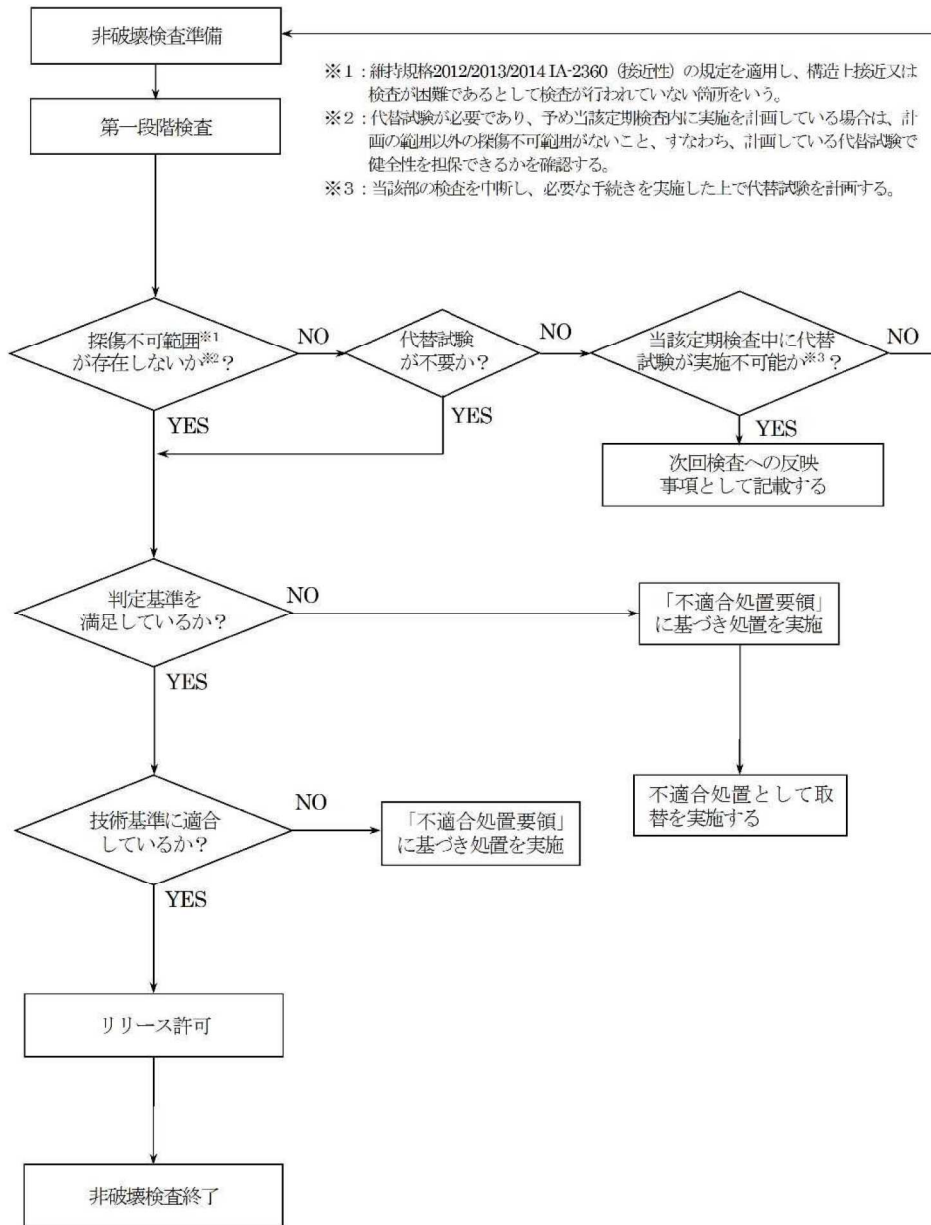 非破壊検査準備
※1：維持規格2012/2013/2014 IA-2360（接近性）の規定を適用し、構造上接近又は
検査が困難であるとして検査が行われていない箇所をいう。
※2：代替試験が必要であり、予め当該定期検査内に実施を計画している場合は、計
画の範囲以外の探傷不可範囲がないこと、すなわち、計画している代替試験で
健全性を担保できるかを確認する。
※3：当該部の検査を中断し、必要な手続きを実施した上で代替試験を計画する。
第一段階検査
探傷不可範囲※1
が存在しないか※2？
NO
代替試験
が不要か？
NO
当該定期検査中に代替
試験が実施不可能か※3？
NO
YES
YES
YES
次回検査への反映
事項として記載する
判定基準を
満足しているか？
NO
「不適合処置要領」
に基づき処置を実施
YES
不適合処置として取
替を実施する
技術基準に適合
しているか？
NO
「不適合処置要領」
に基づき処置を実施
YES
リリース許可
非破壊検査終了